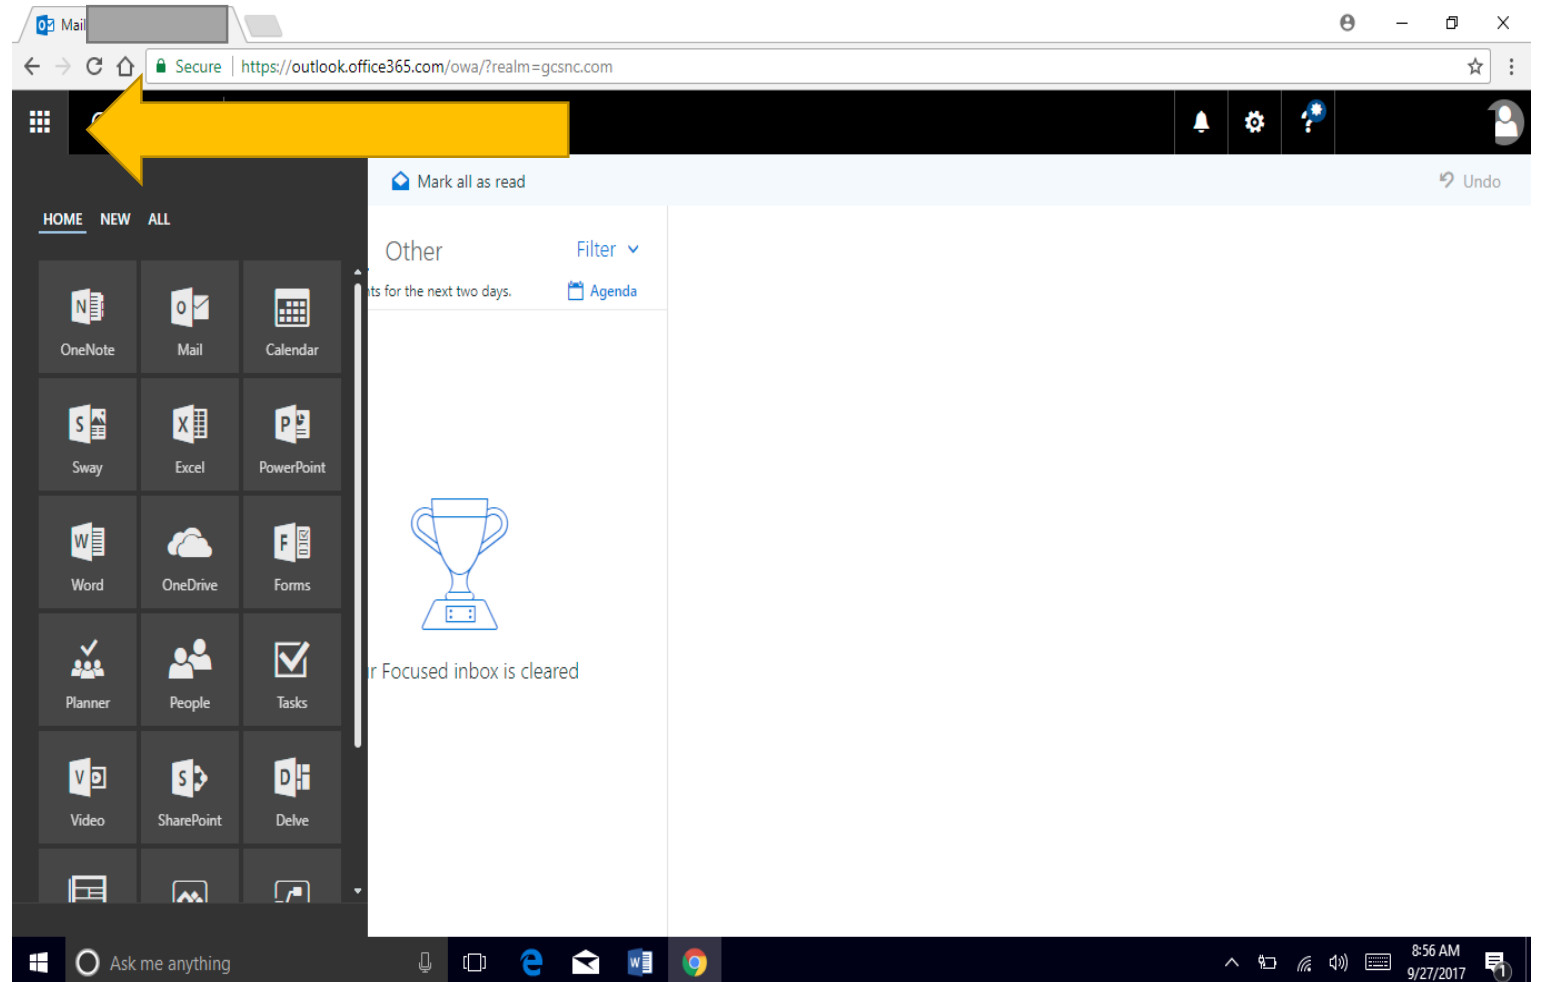 Mail
Secure | https://outlook.office365.com/owa/?realm=gcsnc.com
Mark all as read
Undo
HOME NEW ALL
Other
Filter
for the next two days.
Agenda
OneNote
Mail
Calendar
Sway
Excel
PowerPoint
Word
OneDrive
Forms
Focused inbox is cleared
Planner
People
Tasks
Video
SharePoint
Delve
Ask me anything
8:56 AM
9/27/2017
1